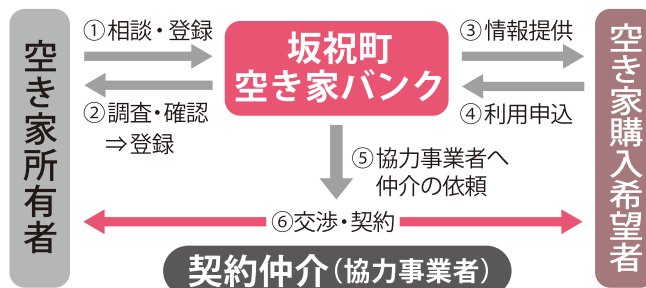 空き家所有者
①相談・登録
②調査・確認
⇒登録
坂祝町
空き家バンク
③情報提供
④利用申込
⑤協力事業者へ
仲介の依頼
⑥交渉・契約
契約仲介（協力事業者）
空き家購入希望者